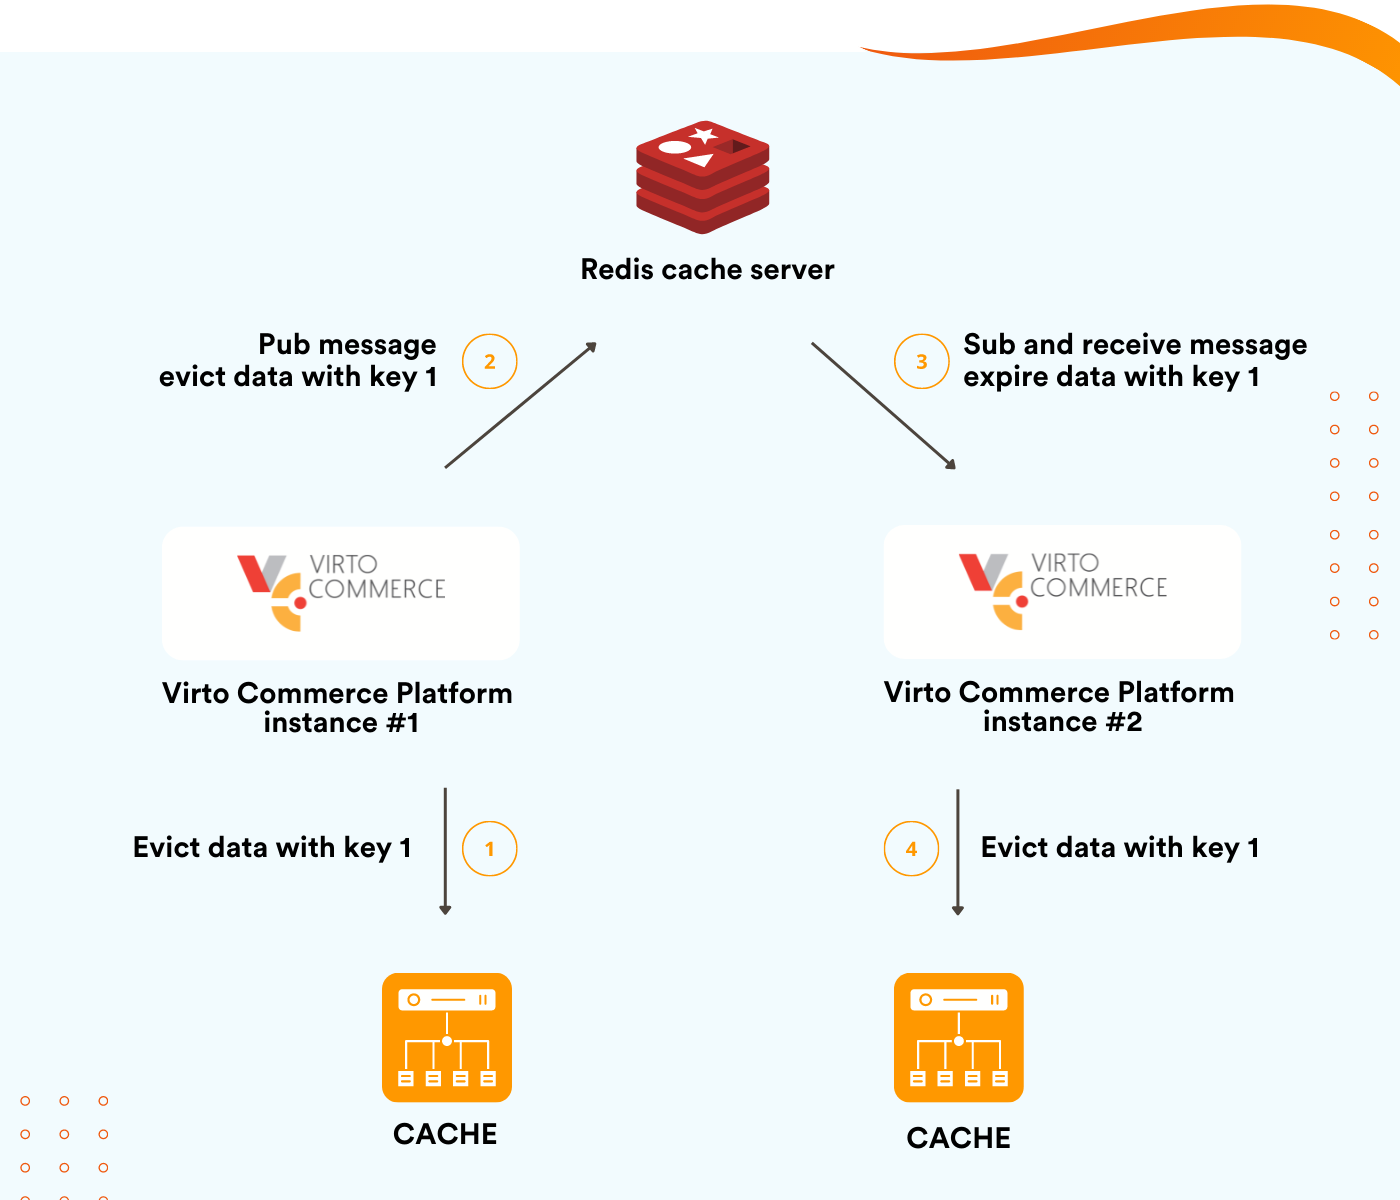 Redis cache server
Pub message
evict data with key 1
2
3
Sub and receive message
expire data with key 1
VIRTO
COMMERCE
Virto Commerce Platform
instance #1
VIRTO
COMMERCE
Virto Commerce Platform
instance #2
Evict data with key 1
1
4
Evict data with key 1
CACHE
CACHE